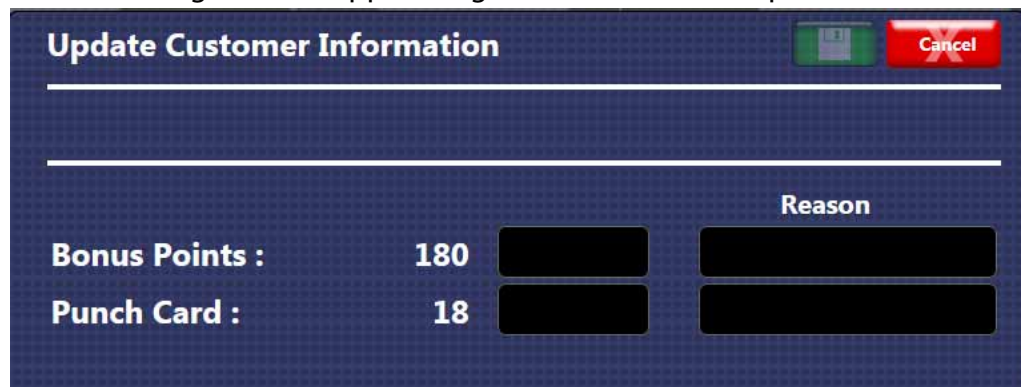 Update Customer Information
Cancel
Reason
Bonus Points : 180
Punch Card : 18